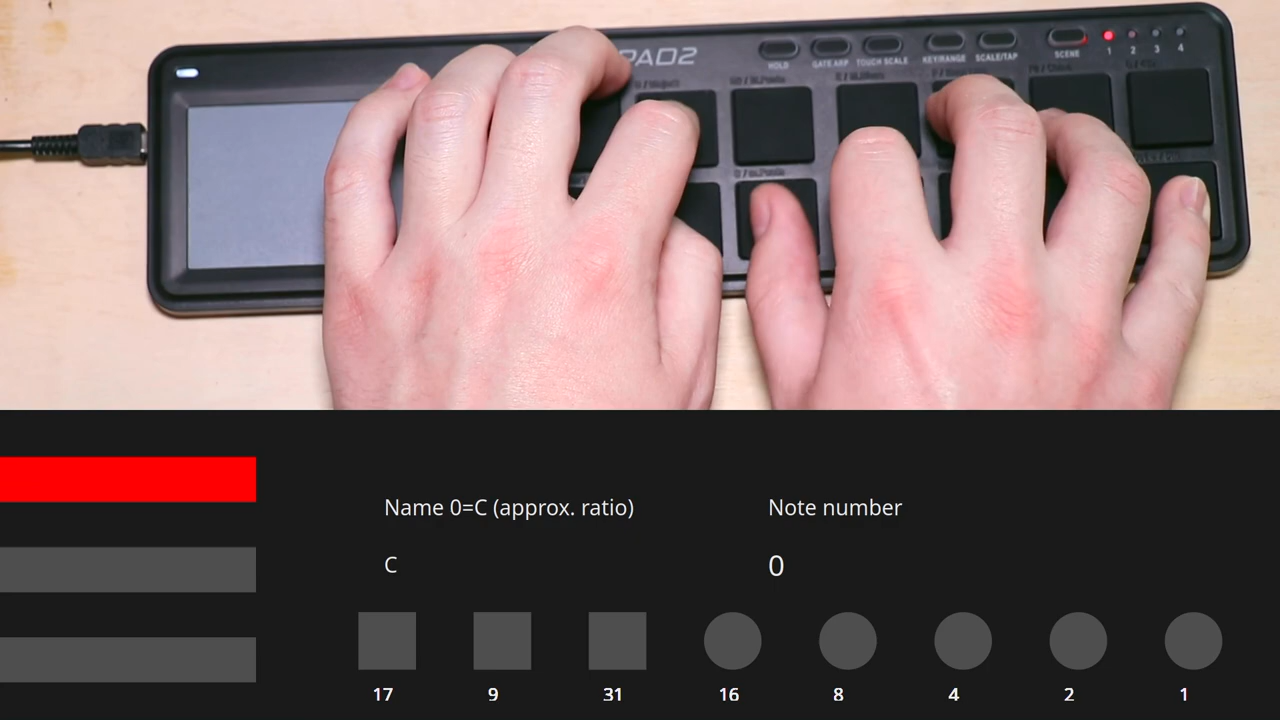 PAD2
HOLD
GATE ARP
TOUCH SCALE
KEY/RANGE
SCALE/TAP
SCENE
1 2 3 4
Name 0=C (approx. ratio)
Note number
C
0
17 9 31 16 8 4 2 1